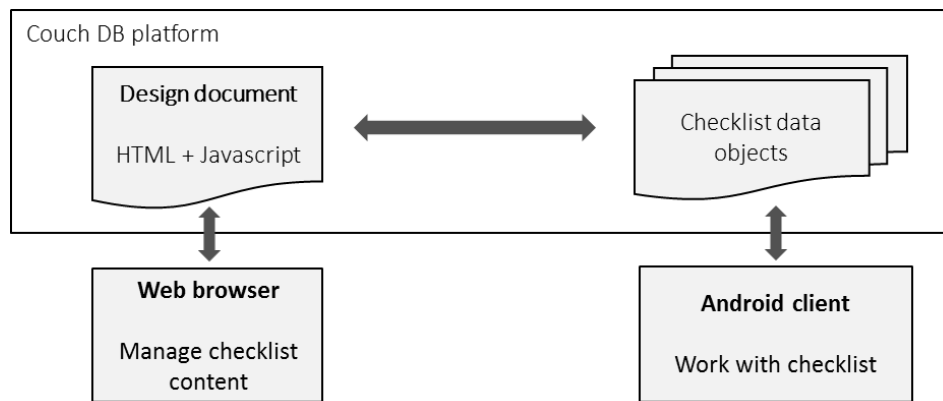 Couch DB platform
Design document
HTML + Javascript
Checklist data
objects
Web browser
Manage checklist
content
Android client
Work with checklist